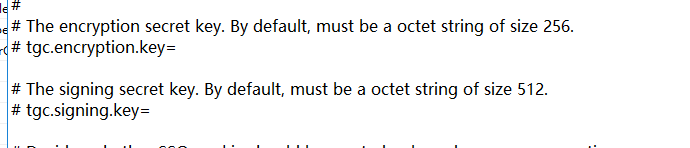 #
# The encryption secret key. By default, must be a octet string of size 256.
# tgc.encryption.key=
# The signing secret key. By default, must be a octet string of size 512.
# tgc.signing.key=